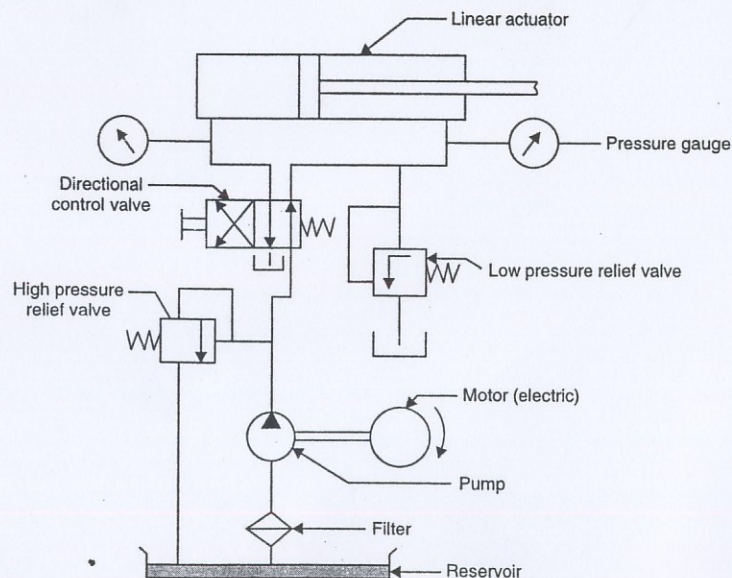 Linear actuator
Pressure gauge
Directional
control valve
Low pressure relief valve
High pressure
relief valve
Motor (electric)
Pump
Filter
Reservoir